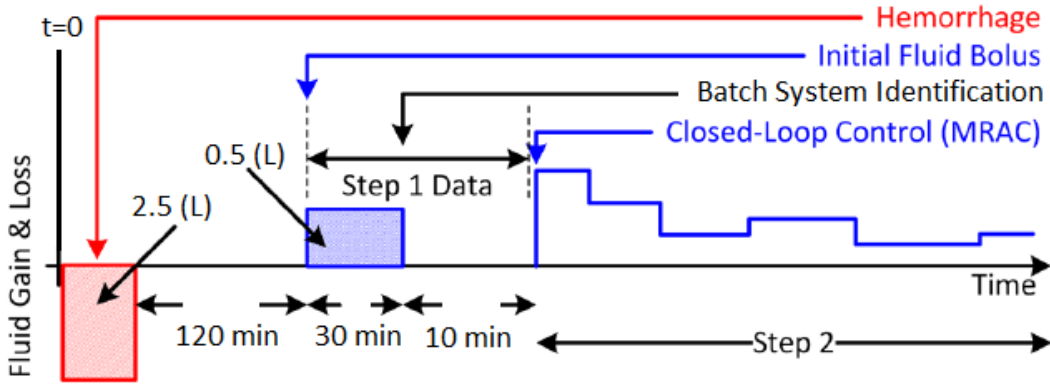 t=0
Hemorrhage
Initial Fluid Bolus
Batch System Identification
Closed-Loop Control (MRAC)
0.5 (L)
Step 1 Data
2.5 (L)
Fluid Gain & Loss
Time
120 min
30 min
10 min
Step 2